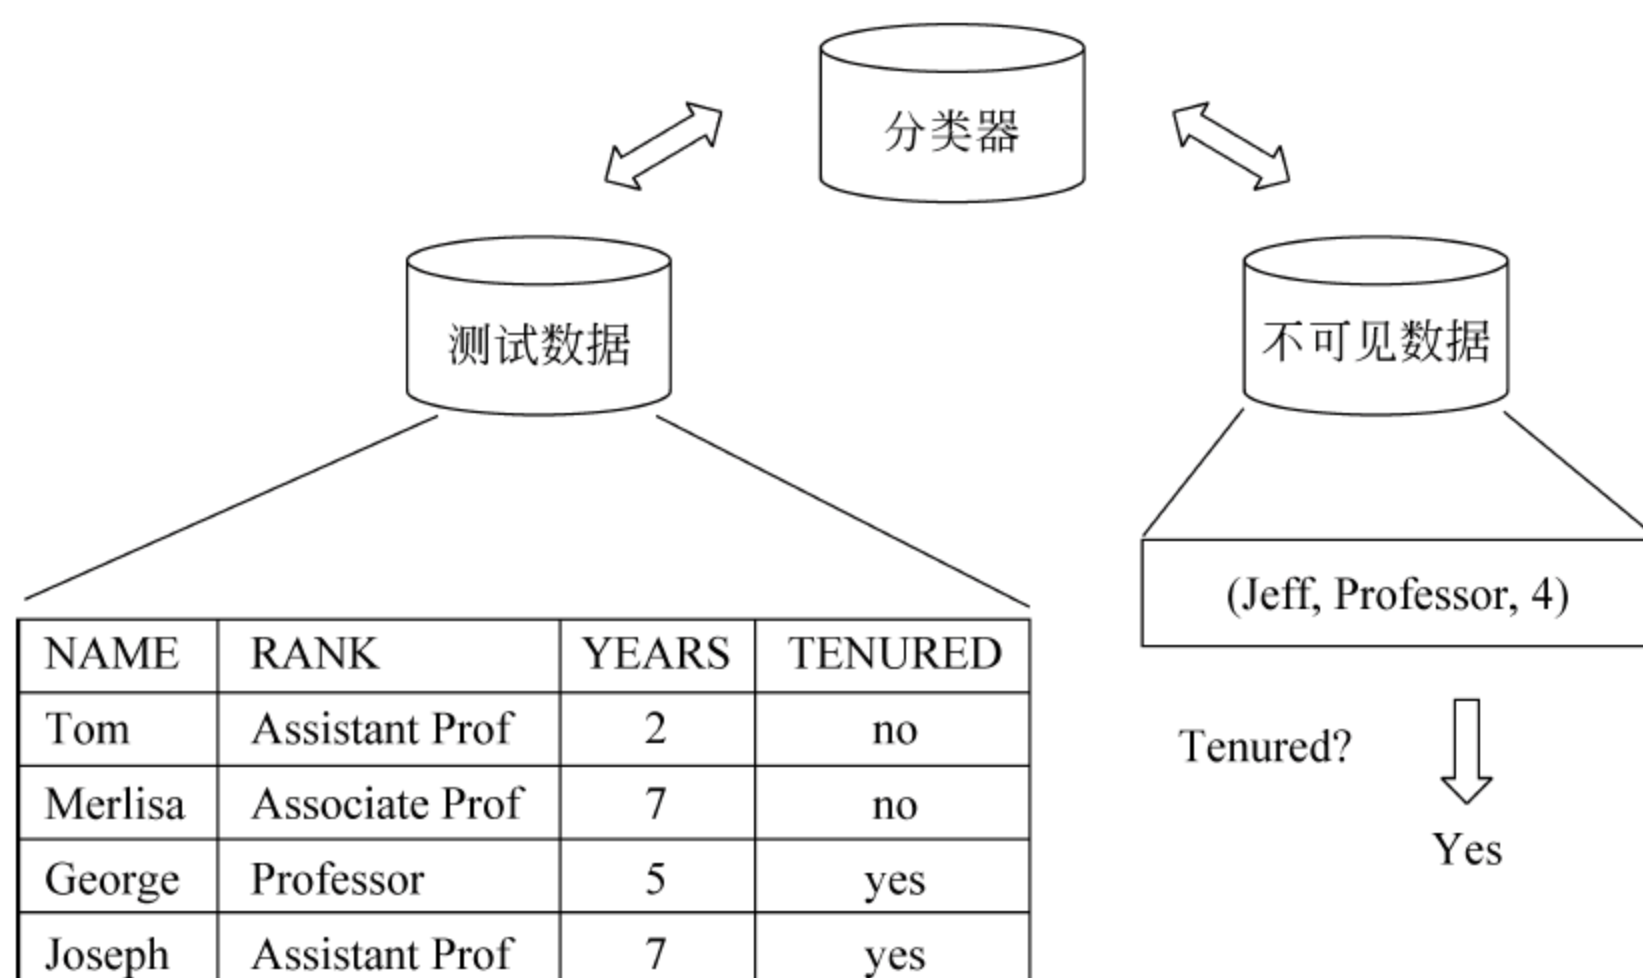 分类器
测试数据
不可见数据
(Jeff, Professor, 4)
Tenured?
Yes
NAME RANK YEARS TENURED
Tom Assistant Prof 2 no
Merlisa Associate Prof 7 no
George Professor 5 yes
Joseph Assistant Prof 7 yes